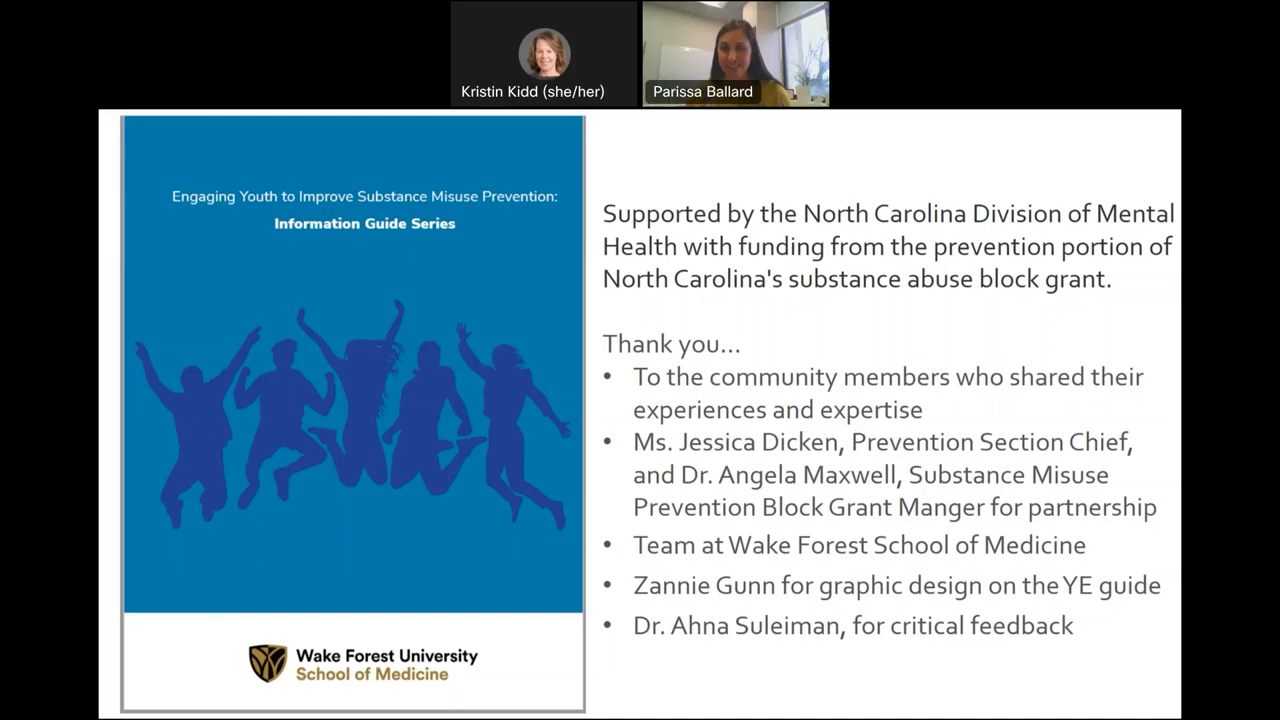 Kristin Kidd (she/her)
Parissa Ballard
Engaging Youth to Improve Substance Misuse Prevention:
Information Guide Series
Wake Forest University
School of Medicine
Supported by the North Carolina Division of Mental
Health with funding from the prevention portion of
North Carolina's substance abuse block grant.
Thank you...
• To the community members who shared their
experiences and expertise
• Ms. Jessica Dicken, Prevention Section Chief,
and Dr. Angela Maxwell, Substance Misuse
Prevention Block Grant Manger for partnership
• Team at Wake Forest School of Medicine
• Zannie Gunn for graphic design on the YE guide
• Dr. Ahna Suleiman, for critical feedback